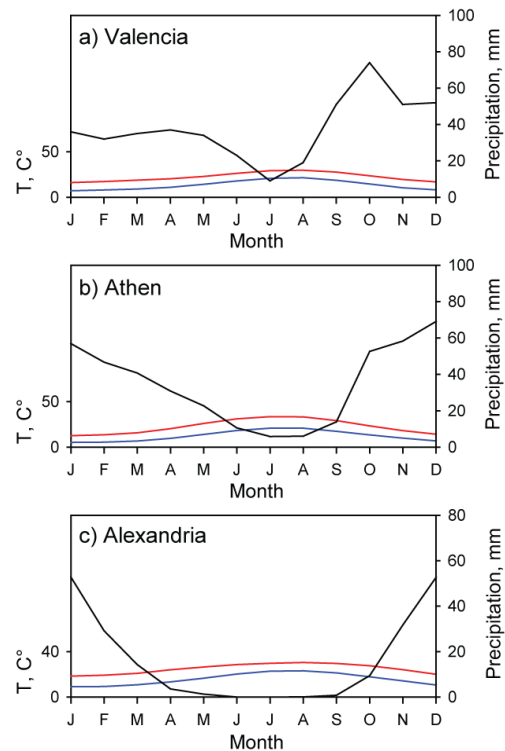 a) Valencia
100
80
60
40
20
0
50
0
T, C°
Precipitation, mm
J F M A M J J A S O N D
Month
b) Athen
100
80
60
40
20
0
50
0
T, C°
Precipitation, mm
J F M A M J J A S O N D
Month
c) Alexandria
80
60
40
20
0
40
0
T, C°
Precipitation, mm
J F M A M J J A S O N D
Month